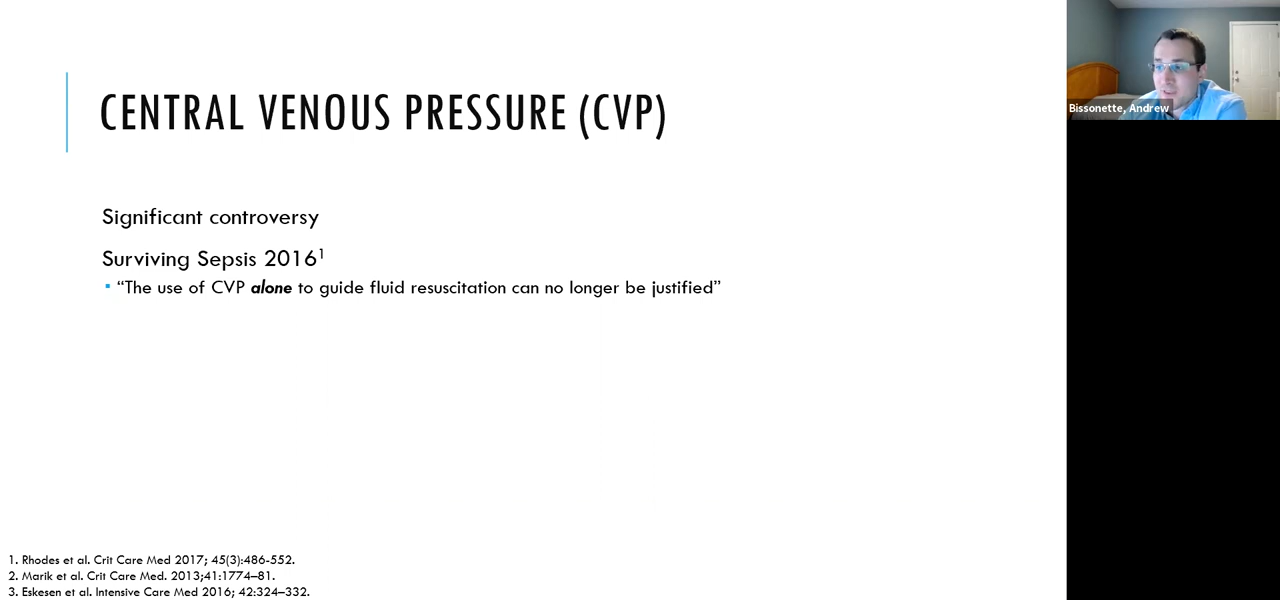 CENTRAL VENOUS PRESSURE (CVP)
Bissonette, Andrew
Significant controversy
Surviving Sepsis 2016¹
▪ “The use of CVP alone to guide fluid resuscitation can no longer be justified”
1. Rhodes et al. Crit Care Med 2017; 45(3):486-552.
2. Marik et al. Crit Care Med. 2013;41:1774–81.
3. Eskesen et al. Intensive Care Med 2016; 42:324–332.